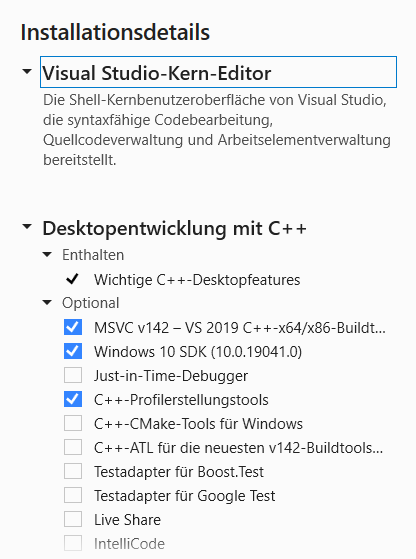 Installationsdetails
Visual Studio-Kern-Editor
Die Shell-Kernbenutzeroberfläche von Visual Studio,
die syntaxfähige Codebearbeitung,
Quellcodeverwaltung und Arbeitselementverwaltung
bereitstellt.
Desktopentwicklung mit C++
Enthalten
Wichtige C++-Desktopfeatures
Optional
MSVC v142 – VS 2019 C++-x64/x86-Buildt...
Windows 10 SDK (10.0.19041.0)
Just-in-Time-Debugger
C++-Profilerstellungstools
C++-CMake-Tools für Windows
C++-ATL für die neuesten v142-Buildtools...
Testadapter für Boost.Test
Testadapter für Google Test
Live Share
IntelliCode